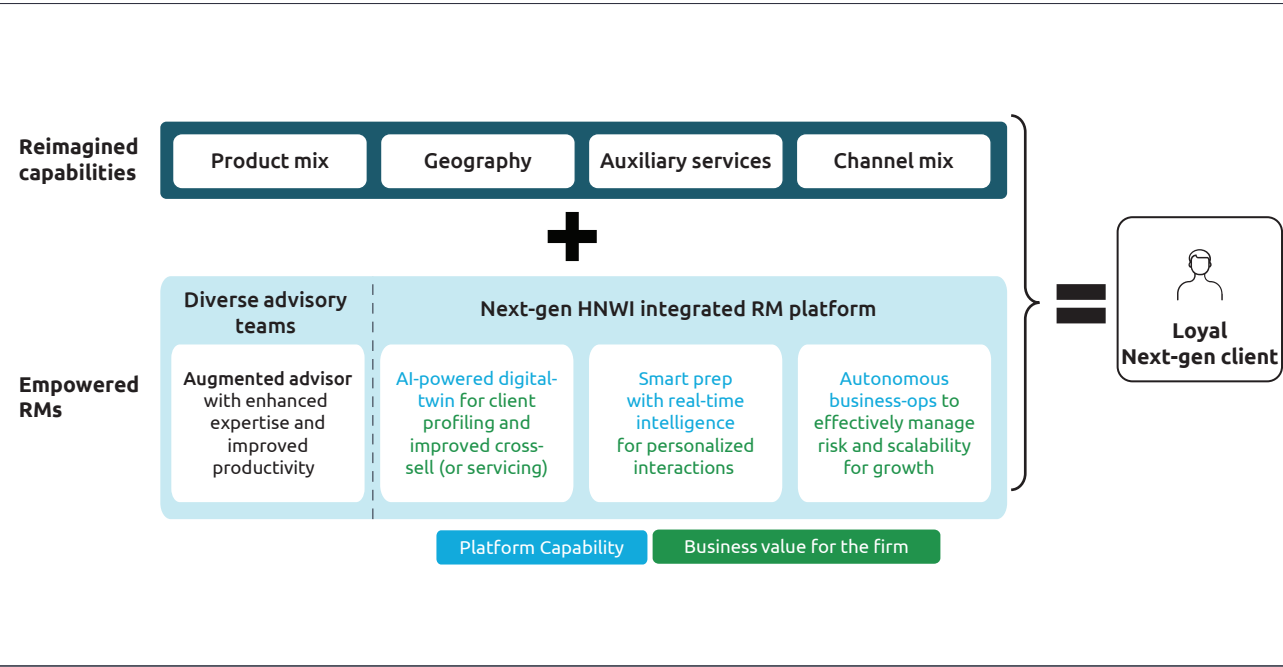 Reimagined
capabilities
Product mix
Geography
Auxiliary services
Channel mix
Empowered
RMs
Diverse advisory
teams
Next-gen HNWI integrated RM platform
Augmented advisor
with enhanced
expertise and
improved
productivity
AI-powered digital-
twin for client
profiling and
improved cross-
sell (or servicing)
Smart prep
with real-time
intelligence
for personalized
interactions
Autonomous
business-ops to
effectively manage
risk and scalability
for growth
Loyal
Next-gen client
Platform Capability
Business value for the firm